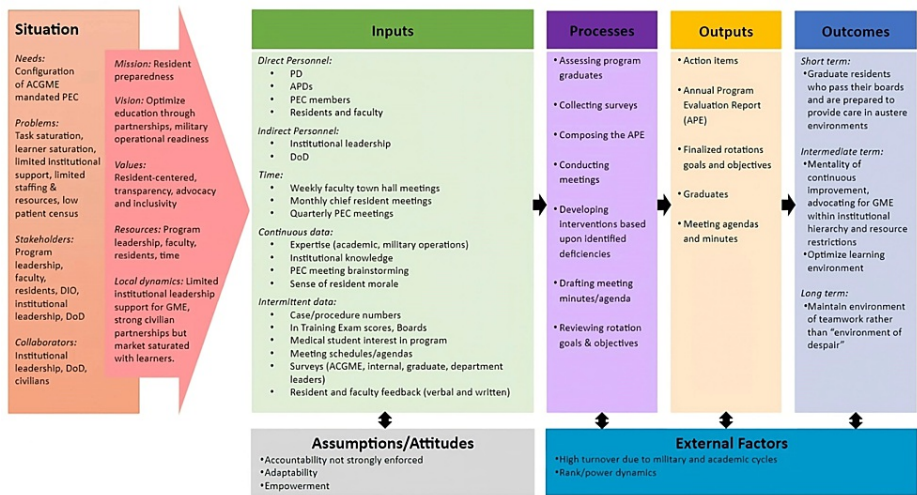 Situation
Needs:
Configuration
of ACGME
mandated PEC
Problems:
Task saturation,
learner saturation,
limited institutional
support, limited
staffing &
resources, low
patient census
Stakeholders:
Program
leadership,
faculty,
residents, DIO,
institutional
leadership, DoD
Collaborators:
Institutional
leadership, DoD,
civilians
Mission: Resident
preparedness
Vision: Optimize
education through
partnerships, military
operational readiness
Values:
Resident-centered,
transparency, advocacy
and inclusivity
Resources: Program
leadership, faculty,
residents, time
Local dynamics: Limited
institutional leadership
support for GME,
strong civilian
partnerships but
market saturated
with learners.
Inputs
Direct Personnel:
• PD
• APDs
• PEC members
• Residents and faculty
Indirect Personnel:
• Institutional leadership
• DoD
Time:
• Weekly faculty town hall meetings
• Monthly chief resident meetings
• Quarterly PEC meetings
Continuous data:
• Expertise (academic, military operations)
• Institutional knowledge
• PEC meeting brainstorming
• Sense of resident morale
Intermittent data:
• Case/procedure numbers
• In Training Exam scores, Boards
• Medical student interest in program
• Meeting schedules/agendas
• Surveys (ACGME, internal, graduate, department
leaders)
• Resident and faculty feedback (verbal and written)
Processes
• Assessing program
graduates
• Collecting surveys
• Composing the APE
• Conducting
meetings
• Developing
interventions based
upon identified
deficiencies
• Drafting meeting
minutes/agenda
• Reviewing rotation
goals & objectives
Outputs
• Action items
• Annual Program
Evaluation Report
(APE)
• Finalized rotations
goals and objectives
• Graduates
• Meeting agendas
and minutes
Outcomes
Short term:
• Graduate residents
who pass their boards
and are prepared to
provide care in austere
environments
Intermediate term:
• Mentality of
continuous
improvement,
advocating for GME
within institutional
hierarchy and resource
restrictions
• Optimize learning
environment
Long term:
• Maintain environment
of teamwork rather
than "environment of
despair"
Assumptions/Attitudes
•Accountability not strongly enforced
•Adaptability
•Empowerment
External Factors
•High turnover due to military and academic cycles
•Rank/power dynamics